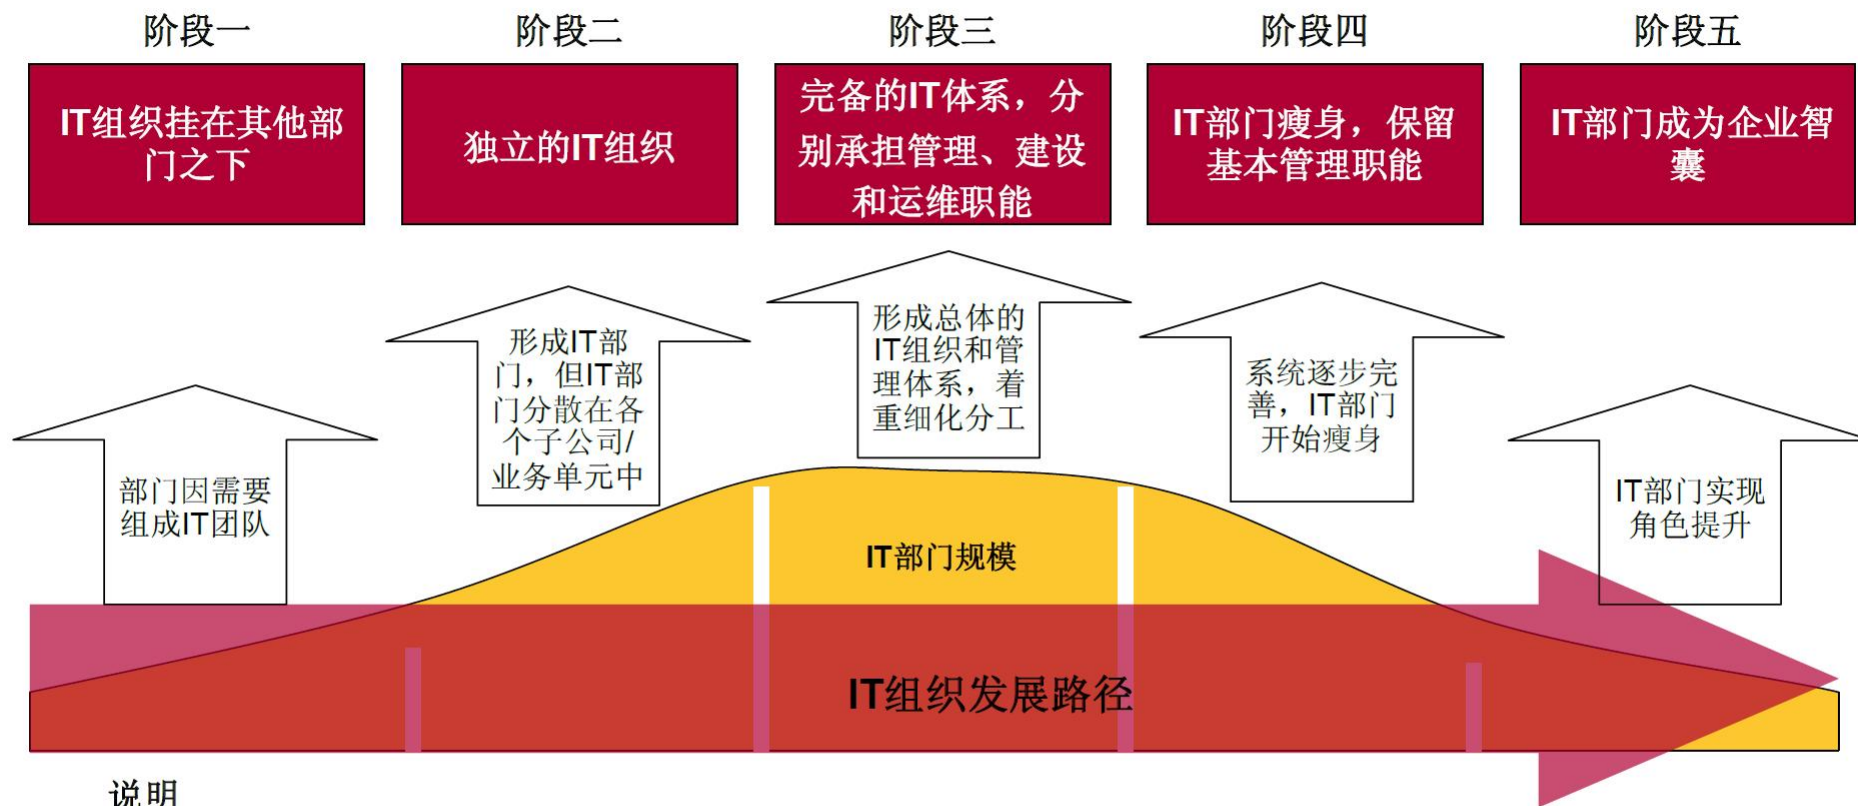 阶段一
阶段二
阶段三
阶段四
阶段五
IT组织挂在其他部
门之下
独立的IT组织
完备的IT体系，分
别承担管理、建设
和运维职能
IT部门瘦身，保留
基本管理职能
IT部门成为企业智
囊
部门因需要
组成IT团队
形成IT部
门，但IT部
门分散在各
个子公司/
业务单元中
形成总体的
IT组织和管
理体系，着
重细化分工
系统逐步完
善，IT部门
开始瘦身
IT部门实现
角色提升
IT部门规模
IT组织发展路径
说明